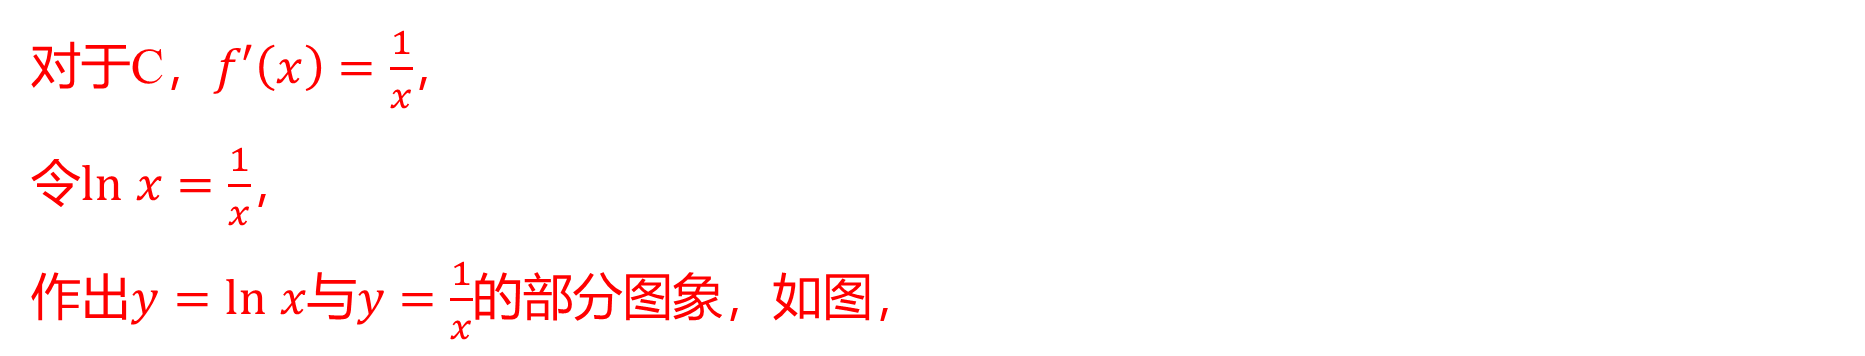 对于C，f′(x)=1/x，
令ln x=1/x，
作出y=ln x与y=1/x的部分图象，如图，